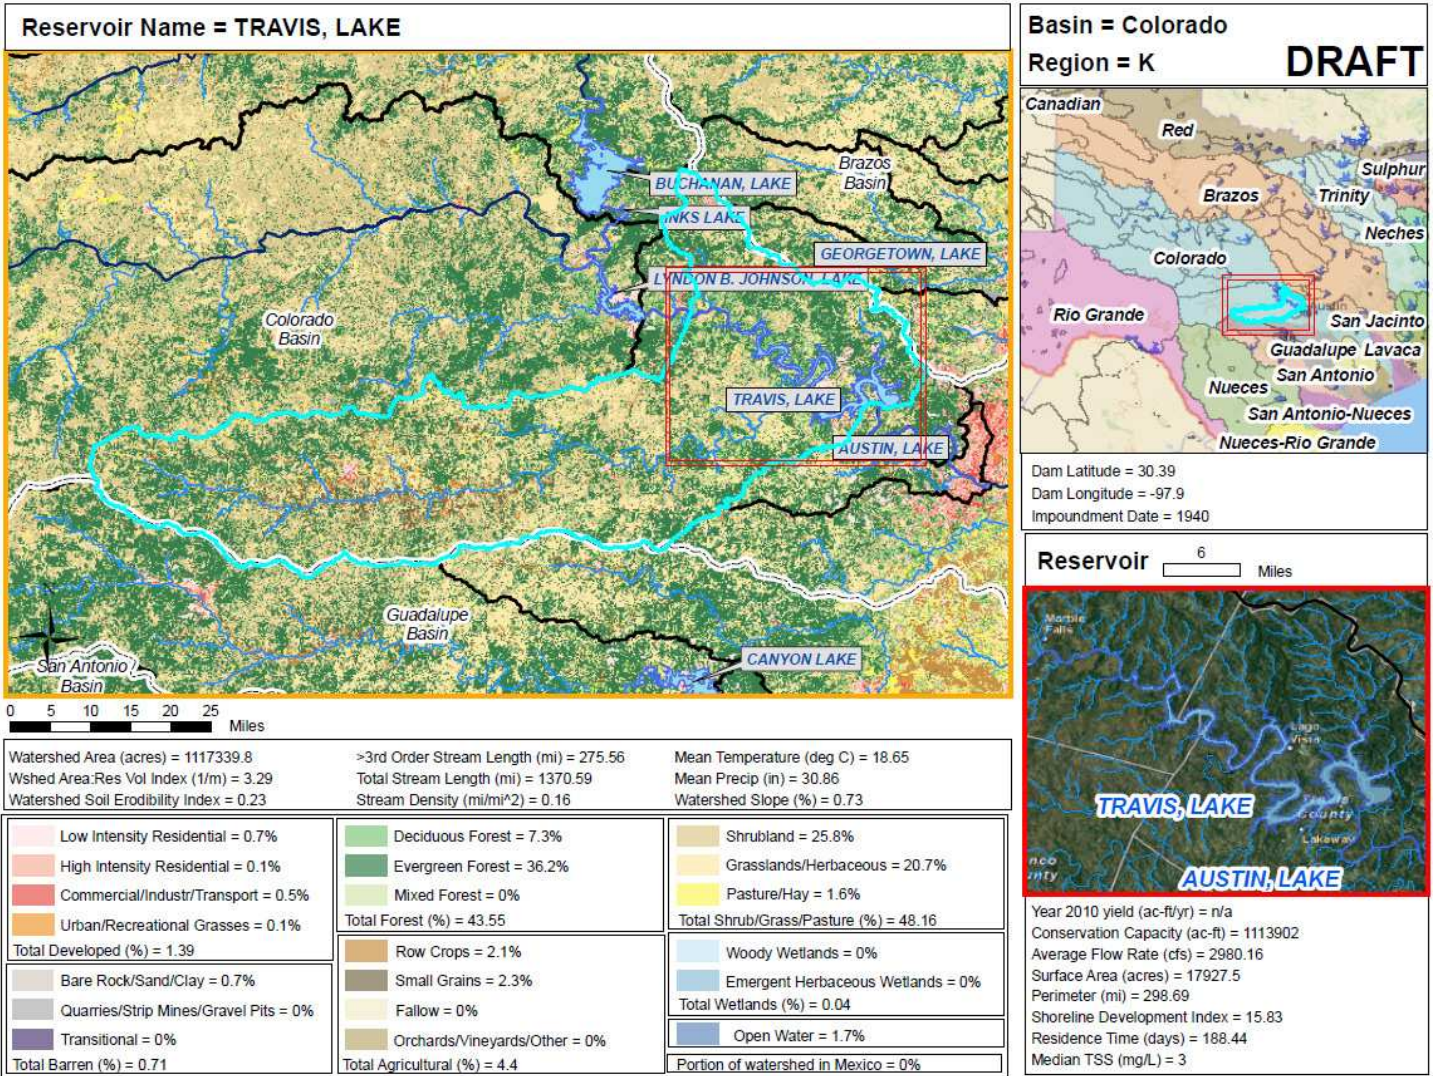 Reservoir Name = TRAVIS, LAKE
Brazos
Basin
BUCHANAN, LAKE
INKS LAKE
GEORGETOWN, LAKE
LYNDON B. JOHNSON, LAKE
Colorado
Basin
TRAVIS, LAKE
AUSTIN, LAKE
Guadalupe
Basin
San Antonio
Basin
CANYON LAKE
0 5 10 15 20 25
Miles
Watershed Area (acres) = 1117339.8
Wshed Area:Res Vol Index (1/m) = 3.29
Watershed Soil Erodibility Index = 0.23
>3rd Order Stream Length (mi) = 275.56
Total Stream Length (mi) = 1370.59
Stream Density (mi/mi^2) = 0.16
Mean Temperature (deg C) = 18.65
Mean Precip (in) = 30.86
Watershed Slope (%) = 0.73
Low Intensity Residential = 0.7%
High Intensity Residential = 0.1%
Commercial/Industr/Transport = 0.5%
Urban/Recreational Grasses = 0.1%
Total Developed (%) = 1.39
Bare Rock/Sand/Clay = 0.7%
Quarries/Strip Mines/Gravel Pits = 0%
Transitional = 0%
Total Barren (%) = 0.71
Deciduous Forest = 7.3%
Evergreen Forest = 36.2%
Mixed Forest = 0%
Total Forest (%) = 43.55
Row Crops = 2.1%
Small Grains = 2.3%
Fallow = 0%
Orchards/Vineyards/Other = 0%
Total Agricultural (%) = 4.4
Shrubland = 25.8%
Grasslands/Herbaceous = 20.7%
Pasture/Hay = 1.6%
Total Shrub/Grass/Pasture (%) = 48.16
Woody Wetlands = 0%
Emergent Herbaceous Wetlands = 0%
Total Wetlands (%) = 0.04
Open Water = 1.7%
Portion of watershed in Mexico = 0%
Basin = Colorado
Region = K
DRAFT
Canadian
Red
Sulphur
Brazos
Trinity
Neches
Colorado
Rio Grande
San Jacinto
Guadalupe Lavaca
San Antonio
Nueces
San Antonio-Nueces
Nueces-Rio Grande
Dam Latitude = 30.39
Dam Longitude = -97.9
Impoundment Date = 1940
Reservoir
6
Miles
Marble
Falls
Lago
Vista
TRAVIS, LAKE
County
Lakeway
AUSTIN, LAKE
Year 2010 yield (ac-ft/yr) = n/a
Conservation Capacity (ac-ft) = 1113902
Average Flow Rate (cfs) = 2980.16
Surface Area (acres) = 17927.5
Perimeter (mi) = 298.69
Shoreline Development Index = 15.83
Residence Time (days) = 188.44
Median TSS (mg/L) = 3